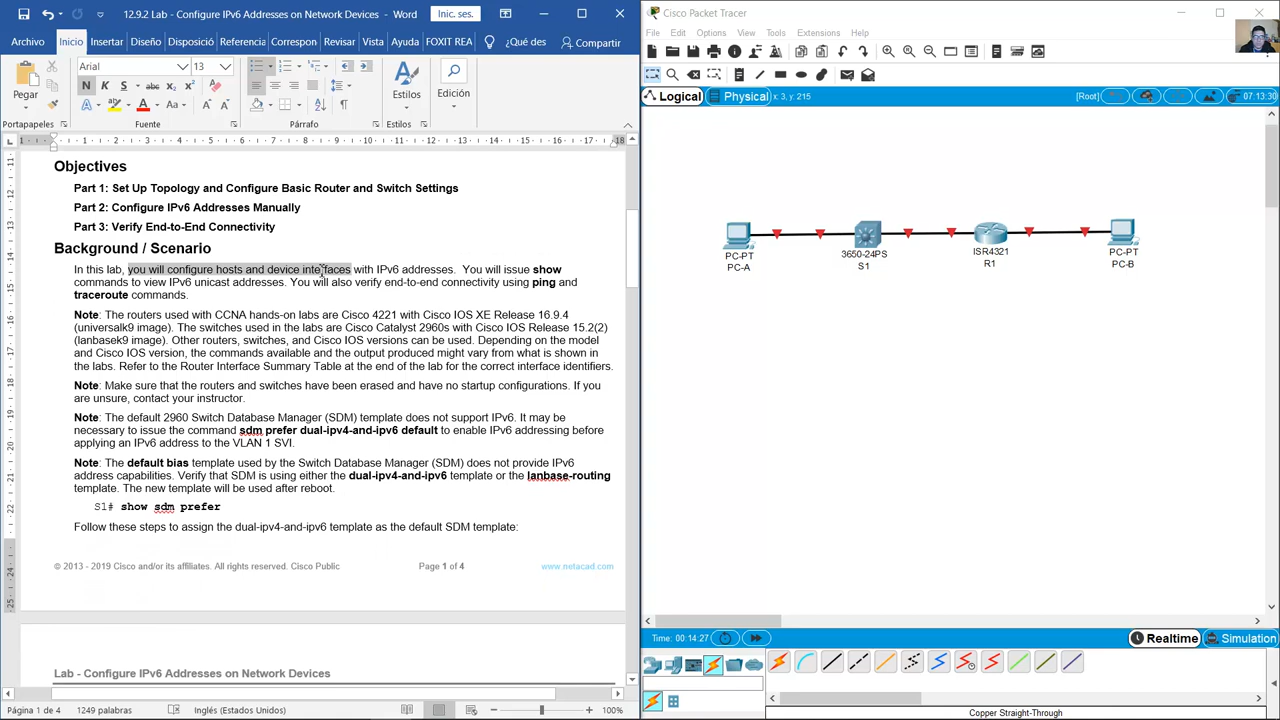 12.9.2 Lab - Configure IPv6 Addresses on Network Devices - Word
Inic. ses.
Archivo
Inicio
Disposició
Referencia
Correspon
Revisar
Vista
Ayuda
FOXIT REA
¿Qué des
Compartir
Pegar
Arial
13
N K S abc x₂ x²
Estilos
Edición
Portapapeles
Fuente
Párrafo
Estilos
Objectives
Part 1: Set Up Topology and Configure Basic Router and Switch Settings
Part 2: Configure IPv6 Addresses Manually
Part 3: Verify End-to-End Connectivity
Background / Scenario
In this lab, you will configure hosts and device interfaces with IPv6 addresses. You will issue show
commands to view IPv6 unicast addresses. You will also verify end-to-end connectivity using ping and
traceroute commands.
Note: The routers used with CCNA hands-on labs are Cisco 4221 with Cisco IOS XE Release 16.9.4
(universalk9 image). The switches used in the labs are Cisco Catalyst 2960s with Cisco IOS Release 15.2(2)
(lanbasek9 image). Other routers, switches, and Cisco IOS versions can be used. Depending on the model
and Cisco IOS version, the commands available and the output produced might vary from what is shown in
the labs. Refer to the Router Interface Summary Table at the end of the lab for the correct interface identifiers.
Note: Make sure that the routers and switches have been erased and have no startup configurations. If you
are unsure, contact your instructor.
Note: The default 2960 Switch Database Manager (SDM) template does not support IPv6. It may be
necessary to issue the command sdm prefer dual-ipv4-and-ipv6 default to enable IPv6 addressing before
applying an IPv6 address to the VLAN 1 SVI.
Note: The default bias template used by the Switch Database Manager (SDM) does not provide IPv6
address capabilities. Verify that SDM is using either the dual-ipv4-and-ipv6 template or the lanbase-routing
template. The new template will be used after reboot.
S1# show sdm prefer
Follow these steps to assign the dual-ipv4-and-ipv6 template as the default SDM template:
© 2013 - 2019 Cisco and/or its affiliates. All rights reserved. Cisco Public
Page 1 of 4
www.netacad.com
Lab - Configure IPv6 Addresses on Network Devices
Página 1 de 4
1249 palabras
Inglés (Estados Unidos)
100%
Cisco Packet Tracer
File
Edit
Options
View
Tools
Extensions
Help
Logical
Physical
x: 3, y: 215
[Root]
07:13:30
PC-PT
PC-A
3650-24PS
S1
ISR4321
R1
PC-PT
PC-B
Time: 00:14:27
Realtime
Simulation
Copper Straight-Through